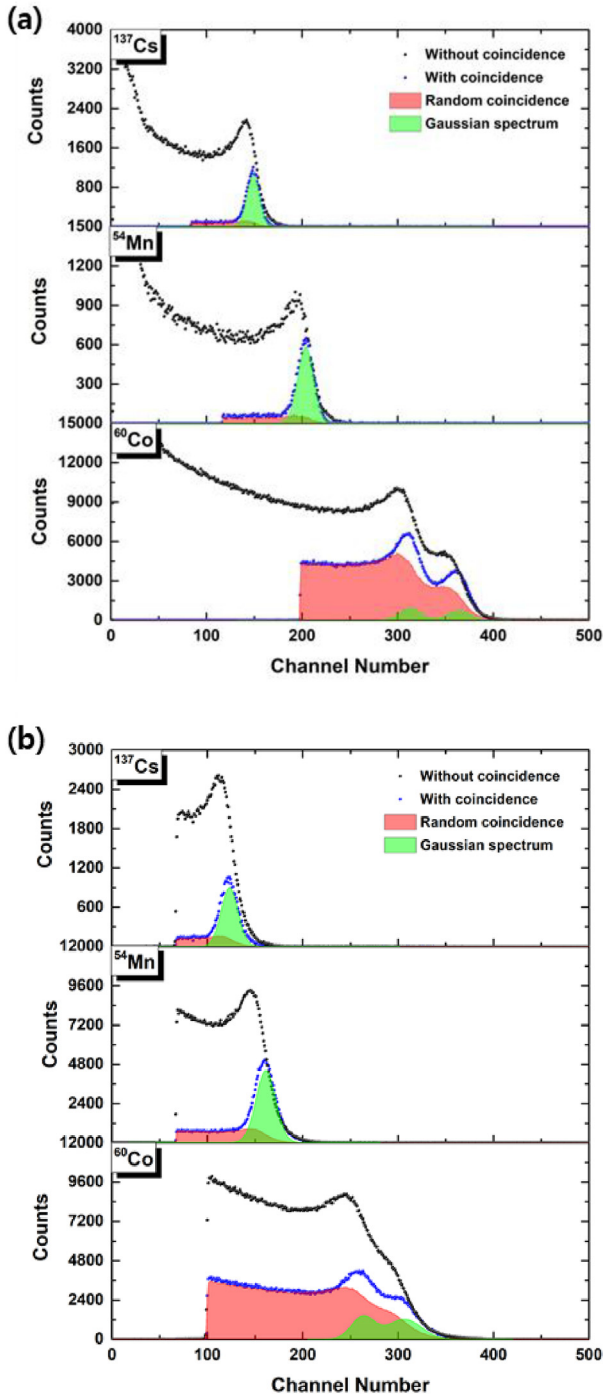 (a)
4000
3200
2400
1600
800
1500
Counts
¹³⁷Cs
Without coincidence
With coincidence
Random coincidence
Gaussian spectrum
1200
900
600
300
15000
Counts
⁵⁴Mn
12000
9000
6000
3000
0
Counts
⁶⁰Co
0 100 200 300 400 500
Channel Number
(b)
3000
2400
1800
1200
600
12000
Counts
¹³⁷Cs
Without coincidence
With coincidence
Random coincidence
Gaussian spectrum
9600
7200
4800
2400
12000
Counts
⁵⁴Mn
9600
7200
4800
2400
0
Counts
⁶⁰Co
0 100 200 300 400 500
Channel Number